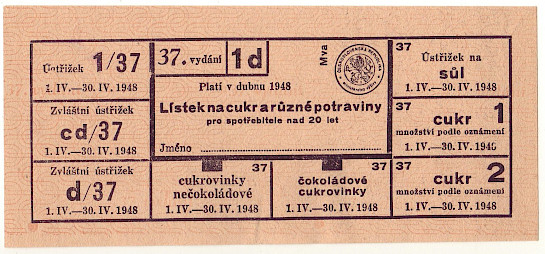 Ústřižek 1/37
1. IV.—30. IV. 1948
Zvláštní ústřižek
cd/37
1. IV.—30. IV. 1948
Zvláštní ústřižek
d/37
1. IV.—30. IV. 1948
37. vydání 1d
Mva
Platí v dubnu 1948
Lístek na cukr a různé potraviny
pro spotřebitele nad 20 let
Jméno
37
cukrovinky
nečokoládové
1. IV.—30. IV. 1948
37
čokoládové
cukrovinky
1. IV.—30. IV. 1948
37
Ústřižek na
sůl
1. IV.—30. IV. 1948
37
cukr 1
množství podle oznámení
1. IV.—30. IV. 1948
37
cukr 2
množství podle oznámení
1. IV.—30. IV. 1948